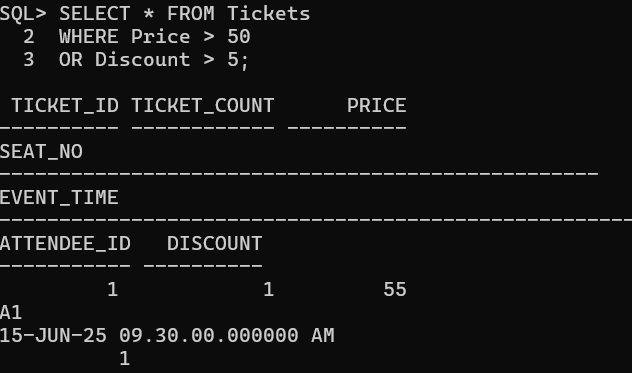 SQL> SELECT * FROM Tickets
  2  WHERE Price > 50
  3  OR Discount > 5;
 TICKET_ID TICKET_COUNT      PRICE
---------- ------------ ----------
SEAT_NO
--------------------------------------------------
EVENT_TIME
-----------------------------------------------------
ATTENDEE_ID   DISCOUNT
----------- ----------
         1            1         55
A1
15-JUN-25 09.30.00.000000 AM
          1